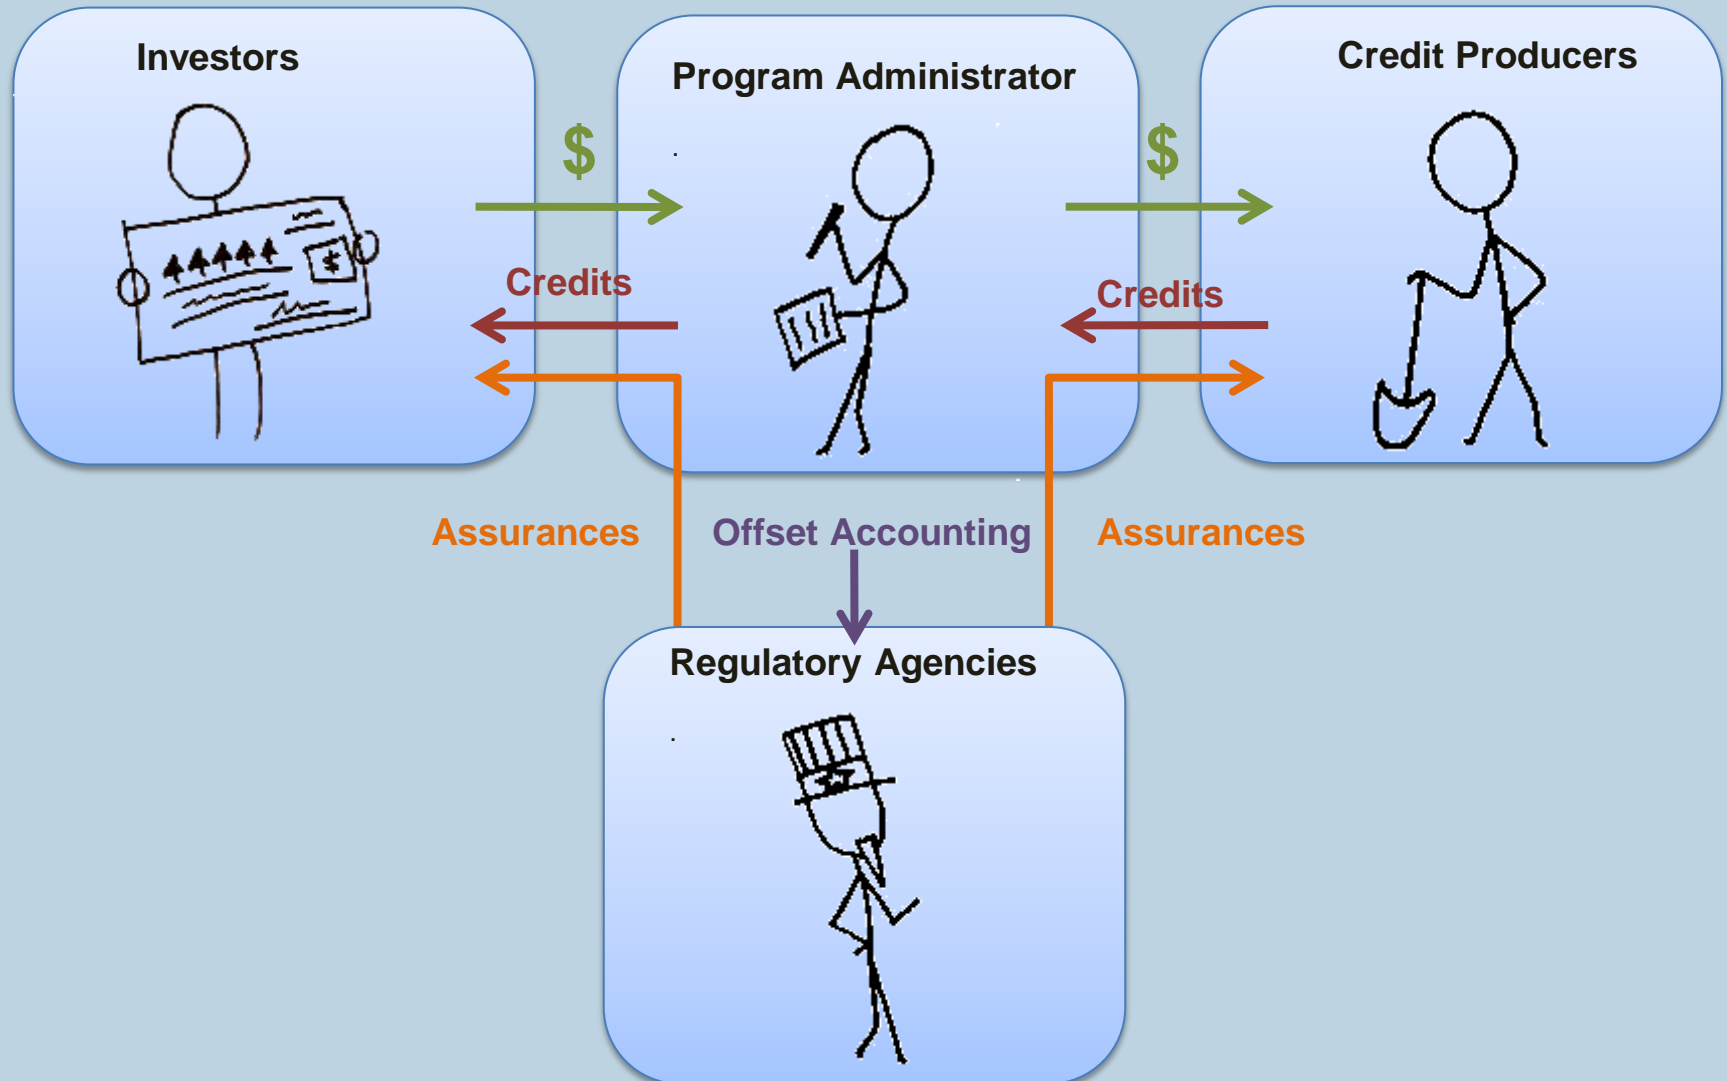 Investors
Program Administrator
Credit Producers
$
$
$
Credits
Credits
Assurances
Offset Accounting
Assurances
Regulatory Agencies